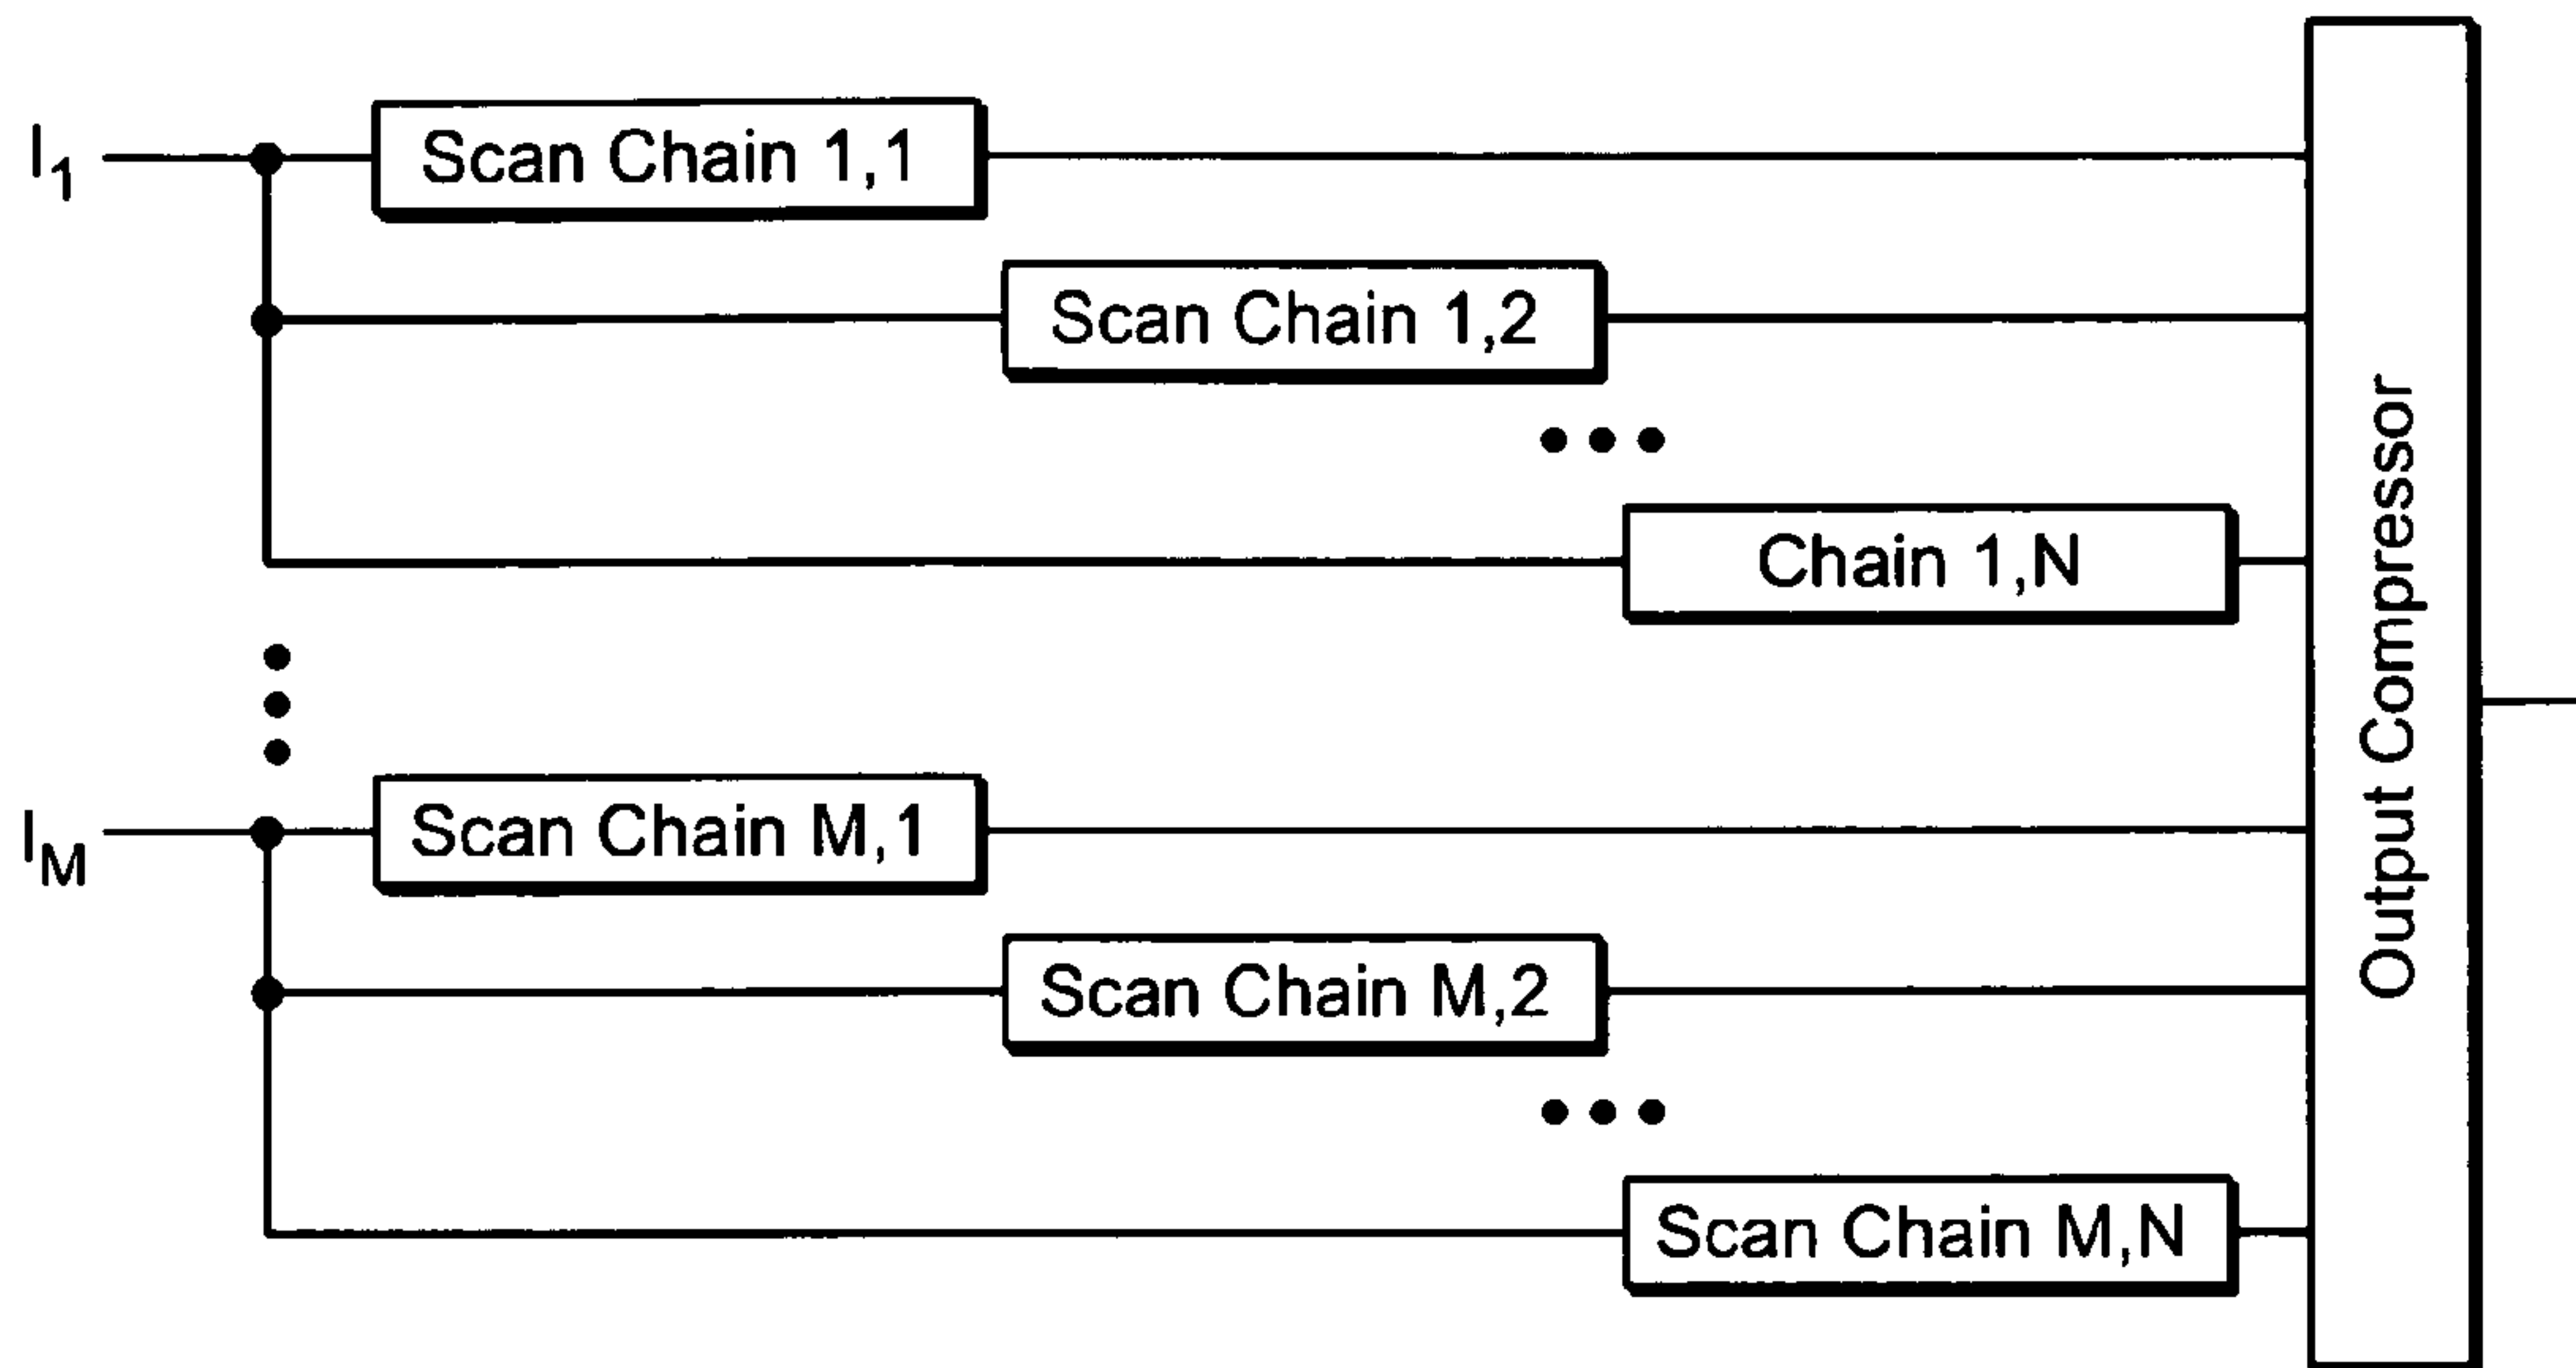 I1
Scan Chain 1,1
Scan Chain 1,2
Chain 1,N
IM
Scan Chain M,1
Scan Chain M,2
Scan Chain M,N
Output Compressor